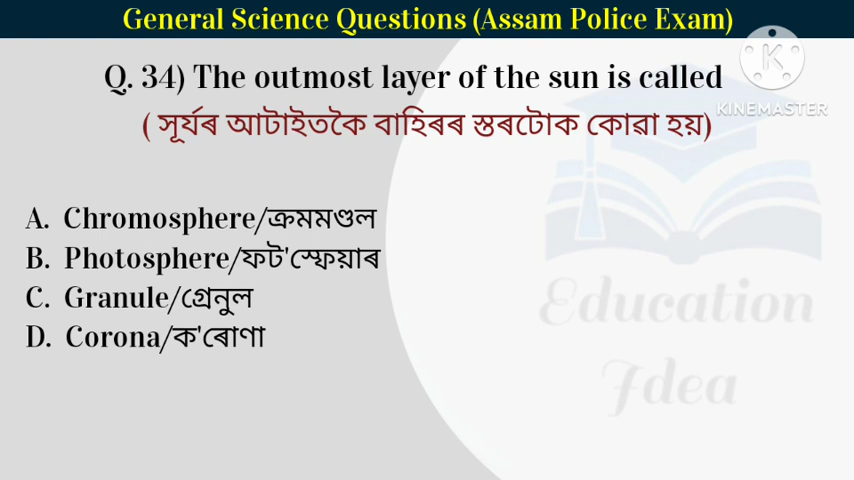 General Science Questions (Assam Police Exam)
KINEMASTER
Q. 34) The outmost layer of the sun is called
( সূৰ্যৰ আটাইতকৈ বাহিৰৰ স্তৰটোক কোৱা হয়)
A. Chromosphere/ক্ৰমমণ্ডল
B. Photosphere/ফট'স্ফেয়াৰ
C. Granule/গ্ৰেনুল
D. Corona/ক'ৰোণা
Education
Idea